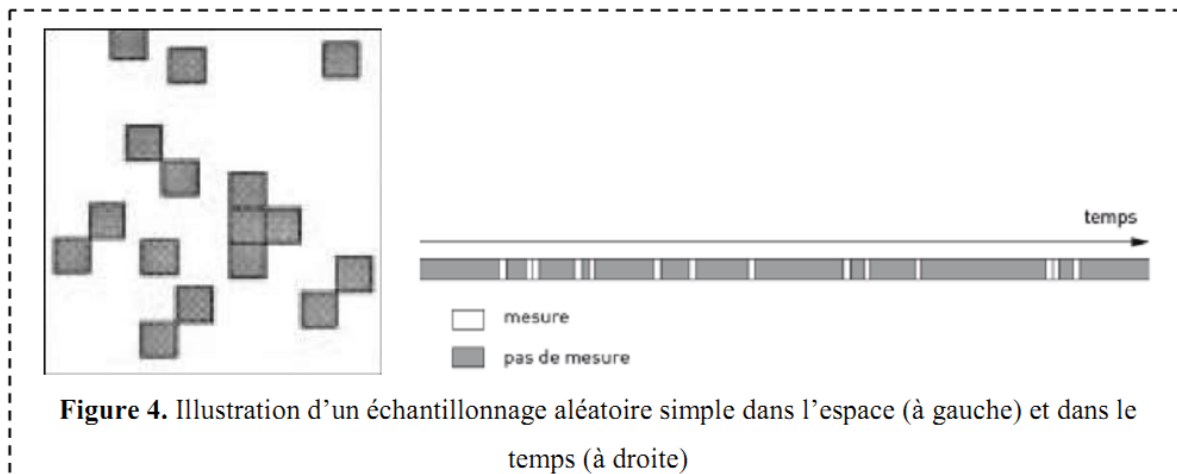 temps
mesure
pas de mesure
Figure 4. Illustration d’un échantillonnage aléatoire simple dans l’espace (à gauche) et dans le
temps (à droite)